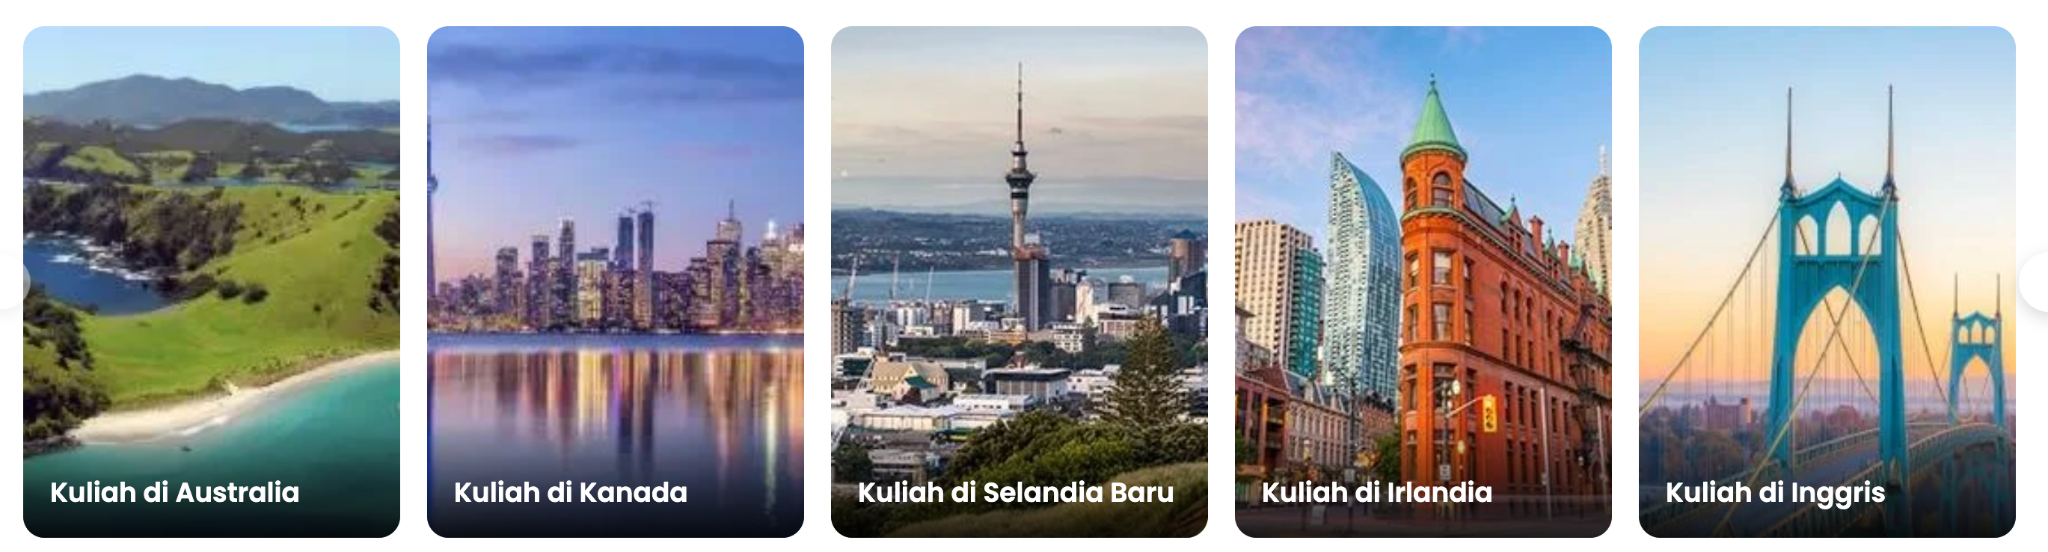 Kuliah di Australia
Kuliah di Kanada
Kuliah di Selandia Baru
Kuliah di Irlandia
Kuliah di Inggris